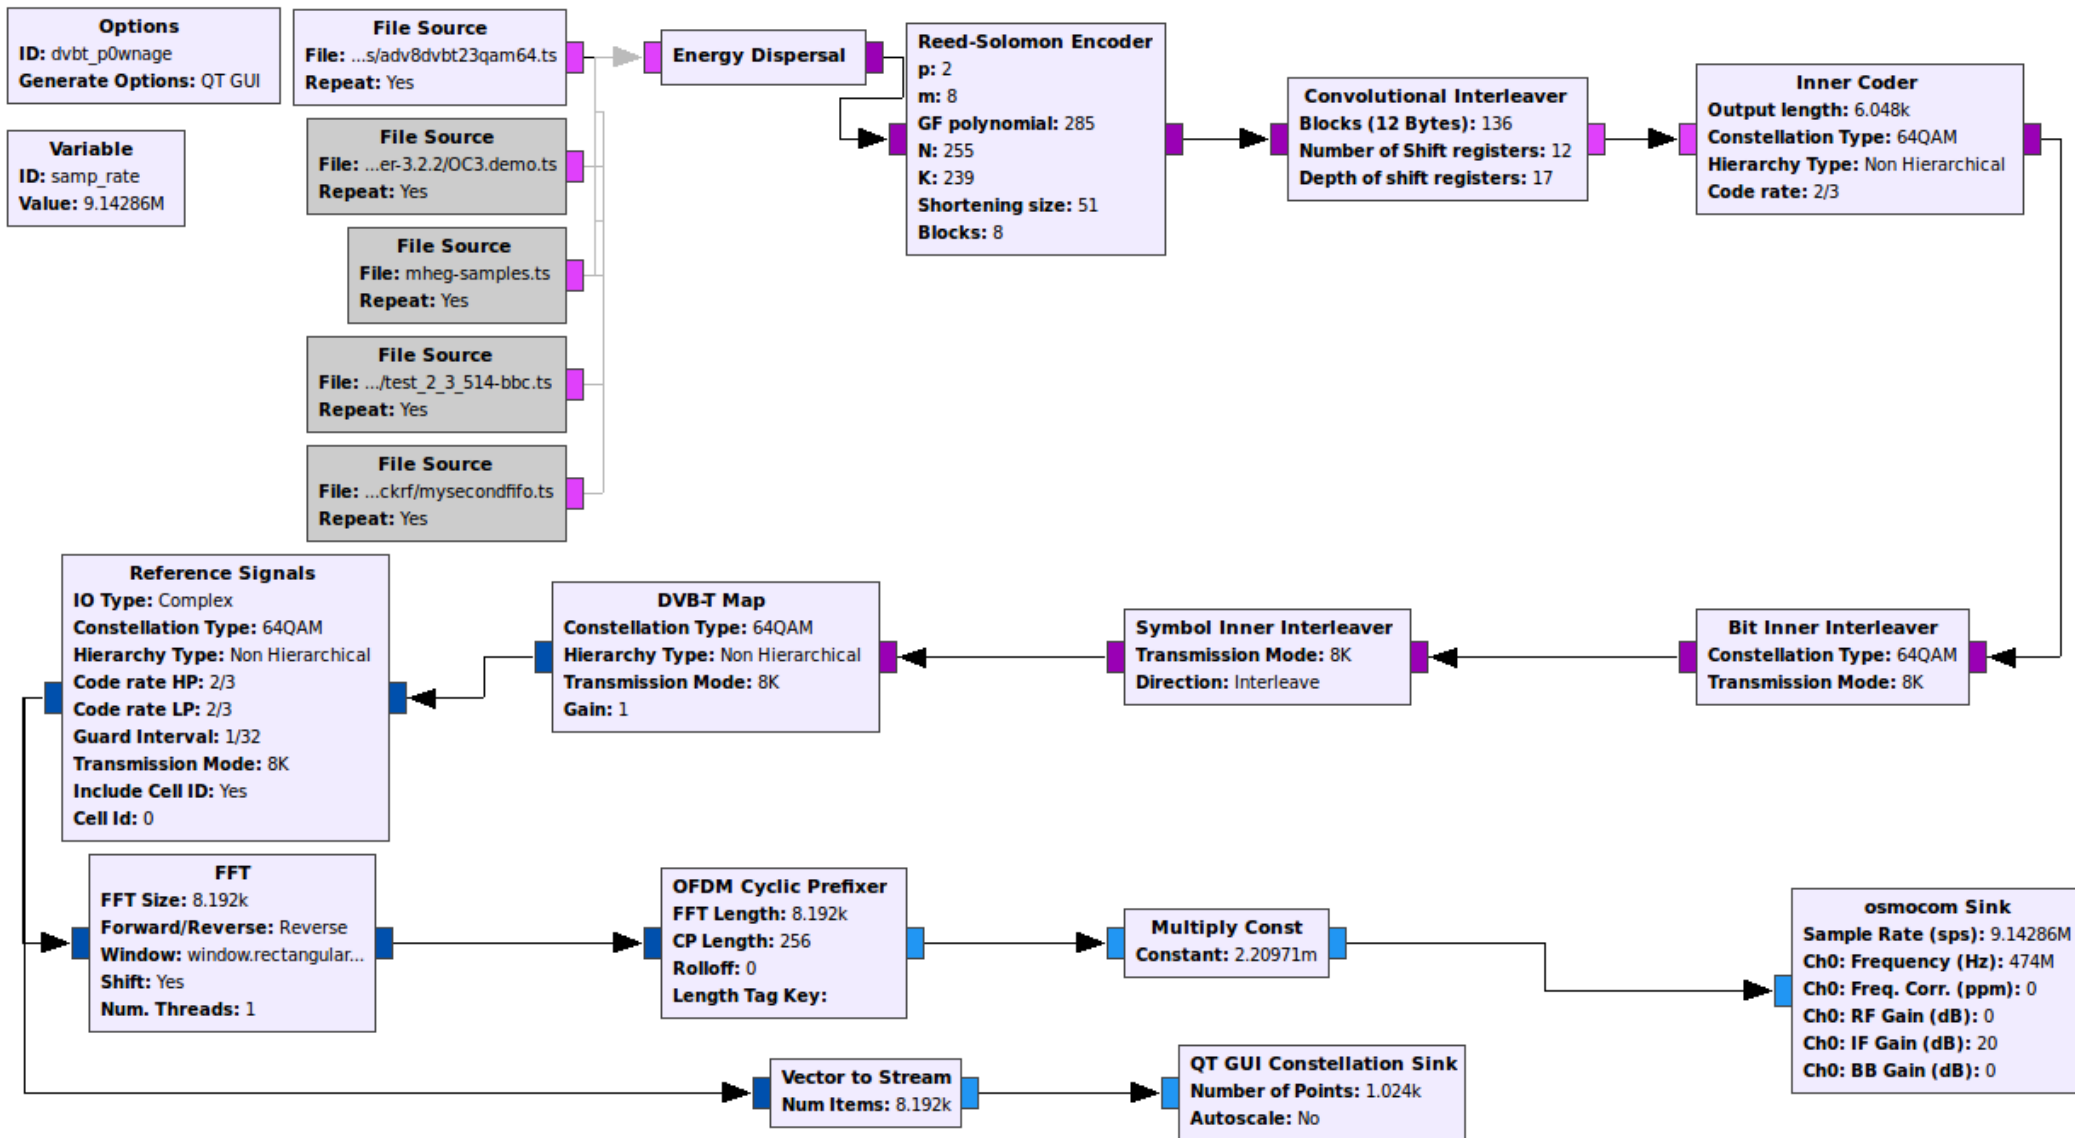 Options
ID: dvbt_p0wnage
Generate Options: QT GUI
Variable
ID: samp_rate
Value: 9.14286M
File Source
File: ...s/adv8dvbt23qam64.ts
Repeat: Yes
File Source
File: ...er-3.2.2/OC3.demo.ts
Repeat: Yes
File Source
File: mheg-samples.ts
Repeat: Yes
File Source
File: .../test_2_3_514-bbc.ts
Repeat: Yes
File Source
File: ...ckrf/mysecondfifo.ts
Repeat: Yes
Energy Dispersal
Reed-Solomon Encoder
p: 2
m: 8
GF polynomial: 285
N: 255
K: 239
Shortening size: 51
Blocks: 8
Convolutional Interleaver
Blocks (12 Bytes): 136
Number of Shift registers: 12
Depth of shift registers: 17
Inner Coder
Output length: 6.048k
Constellation Type: 64QAM
Hierarchy Type: Non Hierarchical
Code rate: 2/3
Reference Signals
IO Type: Complex
Constellation Type: 64QAM
Hierarchy Type: Non Hierarchical
Code rate HP: 2/3
Code rate LP: 2/3
Guard Interval: 1/32
Transmission Mode: 8K
Include Cell ID: Yes
Cell Id: 0
DVB-T Map
Constellation Type: 64QAM
Hierarchy Type: Non Hierarchical
Transmission Mode: 8K
Gain: 1
Symbol Inner Interleaver
Transmission Mode: 8K
Direction: Interleave
Bit Inner Interleaver
Constellation Type: 64QAM
Transmission Mode: 8K
FFT
FFT Size: 8.192k
Forward/Reverse: Reverse
Window: window.rectangular...
Shift: Yes
Num. Threads: 1
OFDM Cyclic Prefixer
FFT Length: 8.192k
CP Length: 256
Rolloff: 0
Length Tag Key:
Multiply Const
Constant: 2.20971m
osmocom Sink
Sample Rate (sps): 9.14286M
Ch0: Frequency (Hz): 474M
Ch0: Freq. Corr. (ppm): 0
Ch0: RF Gain (dB): 0
Ch0: IF Gain (dB): 20
Ch0: BB Gain (dB): 0
Vector to Stream
Num Items: 8.192k
QT GUI Constellation Sink
Number of Points: 1.024k
Autoscale: No